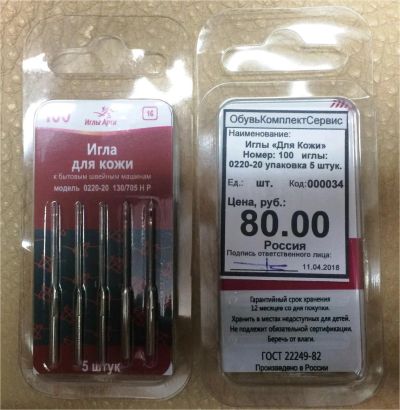 100
Иглы Арти
16
Игла
для кожи
к бытовым швейным машинам
модель 0220-20 130/705 H P
5 штук
ОбувьКомплектСервис
Наименование:
Иглы «Для Кожи»
Номер: 100 иглы:
0220-20 упаковка 5 штук.
Ед.: шт. Код:000034
Цена, руб.:
80.00
Россия
Подпись ответственного лица:
11.04.2018
Гарантийный срок хранения
12 месяцев со дня покупки.
Хранить в местах недоступных для детей.
Не подлежит обязательной сертификации.
Беречь от влаги.
ГОСТ 22249-82
Произведено в России